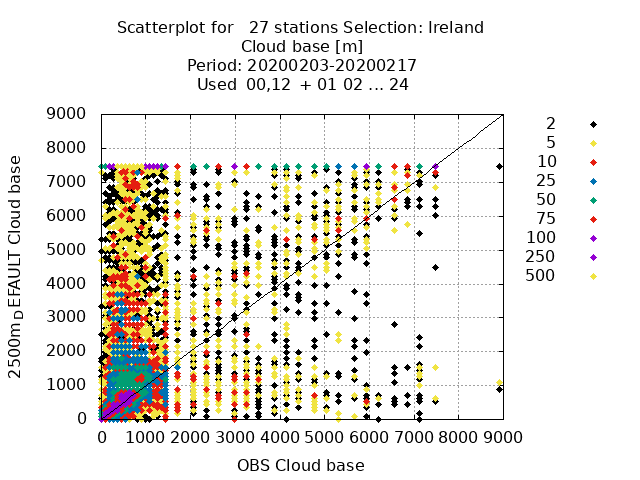 Scatterplot for 27 stations Selection: Ireland
Cloud base [m]
Period: 20200203-20200217
Used 00,12 + 01 02 ... 24
2500m_DEFAULT Cloud base
9000
8000
7000
6000
5000
4000
3000
2000
1000
0
0 1000 2000 3000 4000 5000 6000 7000 8000 9000
OBS Cloud base
2
5
10
25
50
75
100
250
500